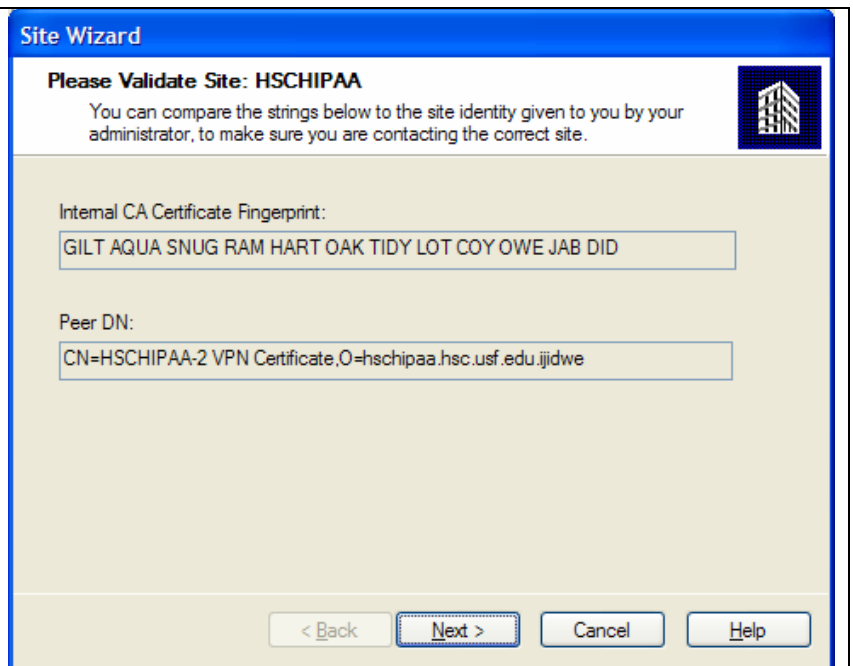 Site Wizard
Please Validate Site: HSCHIPAA
You can compare the strings below to the site identity given to you by your
administrator, to make sure you are contacting the correct site.
Internal CA Certificate Fingerprint:
GILT AQUA SNUG RAM HART OAK TIDY LOT COY OWE JAB DID
Peer DN:
CN=HSCHIPAA-2 VPN Certificate,O=hschipaa.hsc.usf.edu.ijidwe
< Back Next > Cancel Help